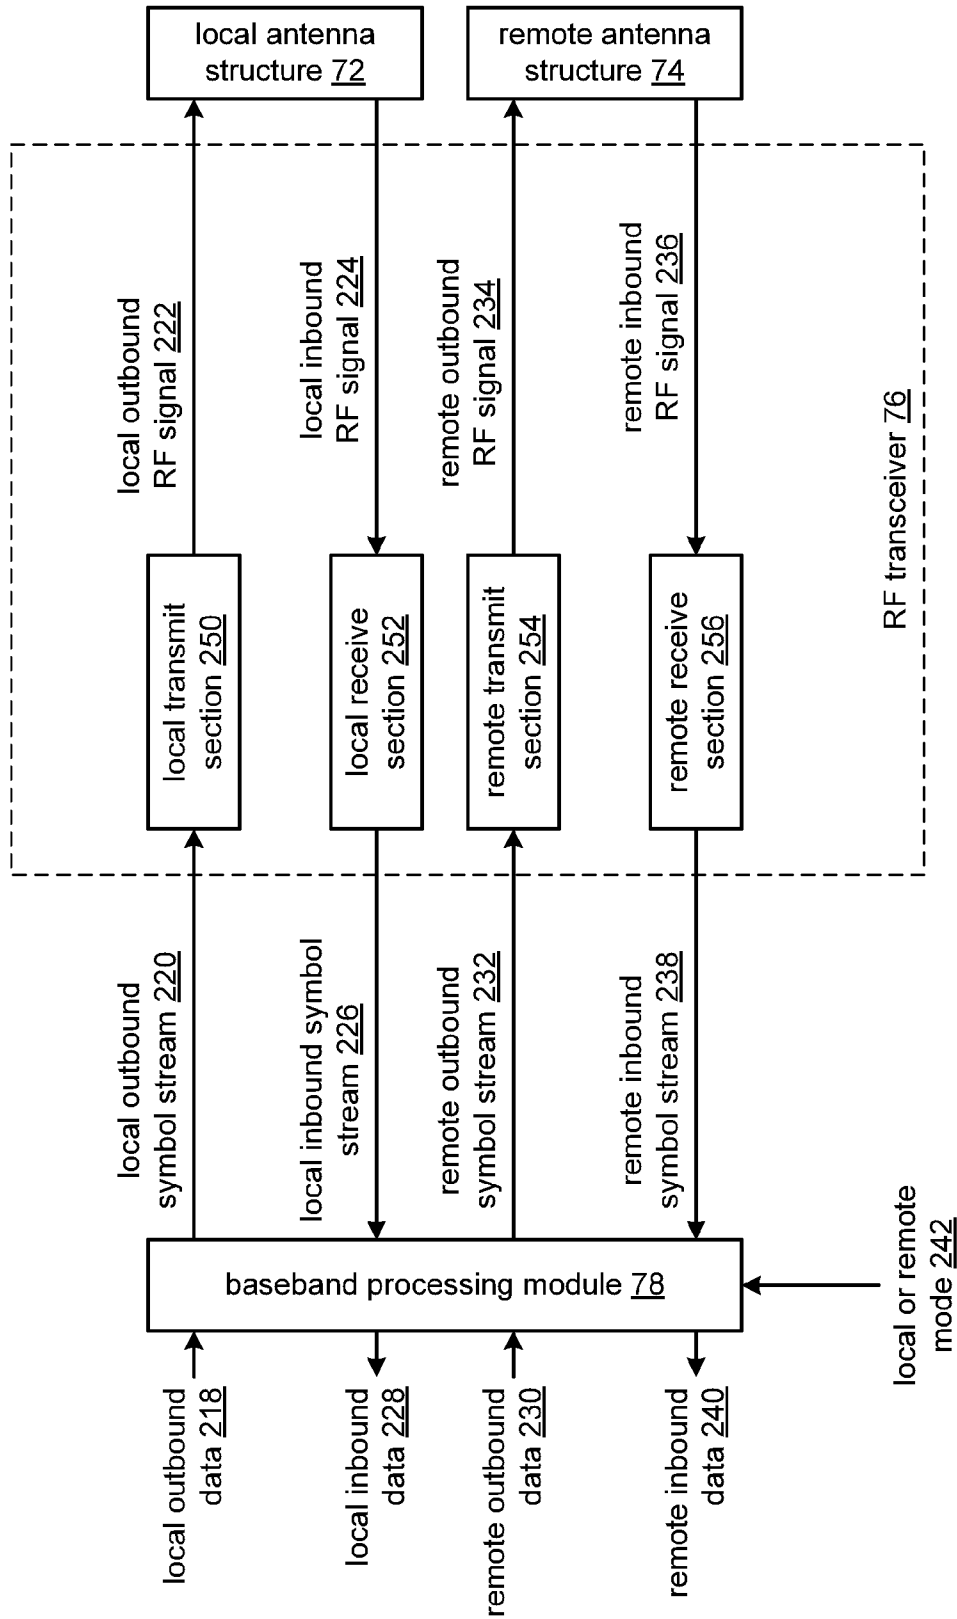 local antenna
structure 72
remote antenna
structure 74
local outbound
RF signal 222
local inbound
RF signal 224
remote outbound
RF signal 234
remote inbound
RF signal 236
RF transceiver 76
local transmit
section 250
local receive
section 252
remote transmit
section 254
remote receive
section 256
local outbound
symbol stream 220
local inbound symbol
stream 226
remote outbound
symbol stream 232
remote inbound
symbol stream 238
baseband processing module 78
local or remote
mode 242
local outbound
data 218
local inbound
data 228
remote outbound
data 230
remote inbound
data 240